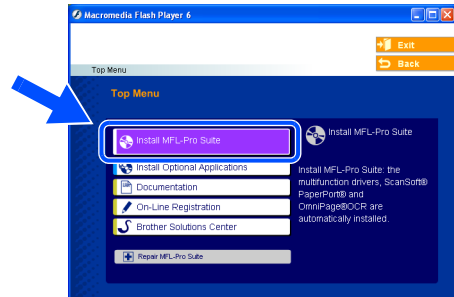 Macromedia Flash Player 6
Exit
Back
Top Menu
Top Menu
Install MFL-Pro Suite
Install Optional Applications
Documentation
On-Line Registration
Brother Solutions Center
Repair MFL-Pro Suite
Install MFL-Pro Suite
Install MFL-Pro Suite: the
multifunction drivers, ScanSoft®
PaperPort® and
OmniPage®OCR are
automatically installed.